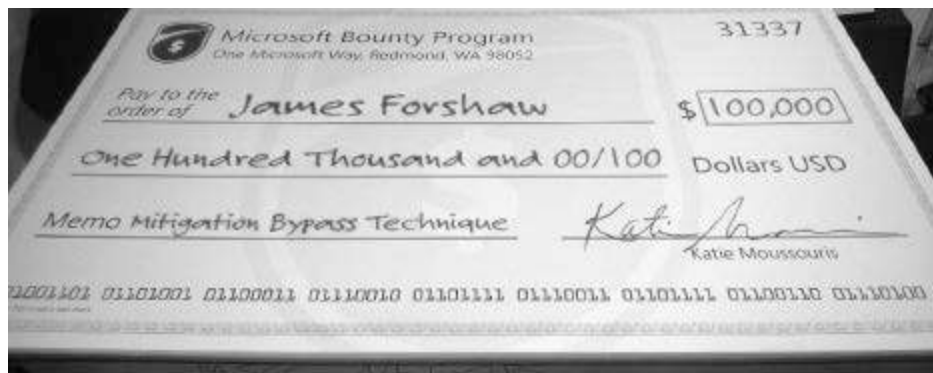 Microsoft Bounty Program
31337
One Microsoft Way, Redmond, WA 98052
Pay to the
order of James Forshaw
$ 100,000
One Hundred Thousand and 00/100 Dollars USD
Memo Mitigation Bypass Technique
Katie Moussouris
01001101 01101001 01100011 01110010 01101111 01110011 01101111 01100110 01110100